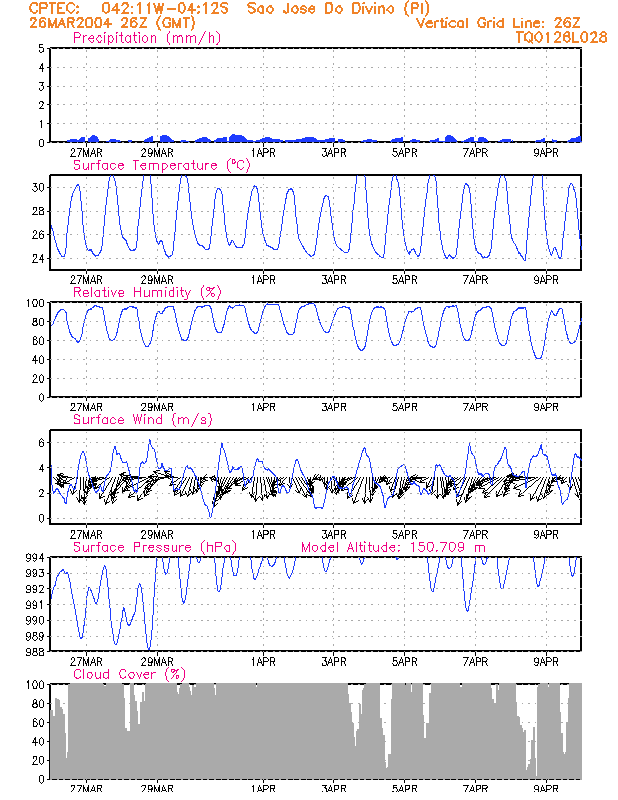 CPTEC: 042:11W-04:12S Sao Jose Do Divino (PI)
26MAR2004 26Z (GMT) Vertical Grid Line: 26Z
Precipitation (mm/h) TQ0126L028
5
4
3
2
1
0
27MAR 29MAR 1APR 3APR 5APR 7APR 9APR
Surface Temperature (ºC)
30
28
26
24
27MAR 29MAR 1APR 3APR 5APR 7APR 9APR
Relative Humidity (%)
100
80
60
40
20
0
27MAR 29MAR 1APR 3APR 5APR 7APR 9APR
Surface Wind (m/s)
6
4
2
0
27MAR 29MAR 1APR 3APR 5APR 7APR 9APR
Surface Pressure (hPa) Model Altitude: 150.709 m
994
993
992
991
990
989
988
27MAR 29MAR 1APR 3APR 5APR 7APR 9APR
Cloud Cover (%)
100
80
60
40
20
0
27MAR 29MAR 1APR 3APR 5APR 7APR 9APR